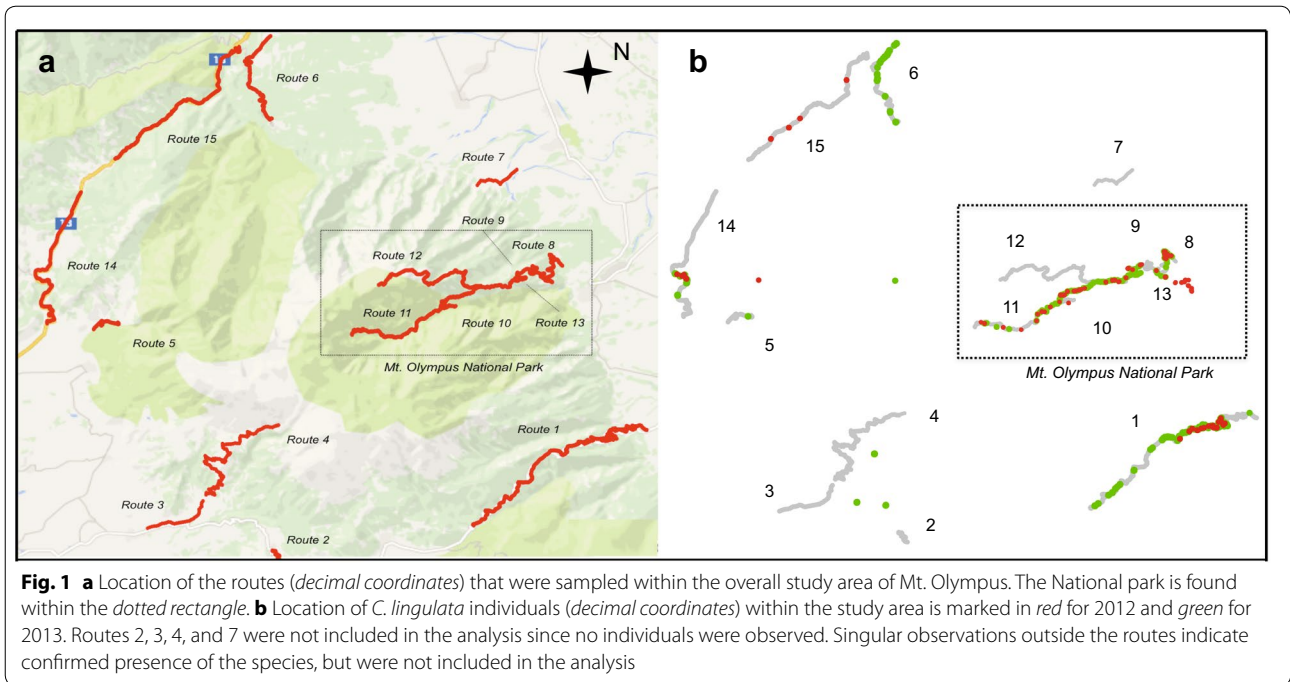 a
N
13
Route 6
Route 15
Route 7
Route 9
Route 8
Route 12
Route 14
Route 11
Route 10
Route 13
Route 5
Mt. Olympus National Park
Route 4
Route 1
Route 3
Route 2
b
6
15
7
14
9
8
12
13
11
10
5
Mt. Olympus National Park
4
1
3
2
Fig. 1 a Location of the routes (decimal coordinates) that were sampled within the overall study area of Mt. Olympus. The National park is found
within the dotted rectangle. b Location of C. lingulata individuals (decimal coordinates) within the study area is marked in red for 2012 and green for
2013. Routes 2, 3, 4, and 7 were not included in the analysis since no individuals were observed. Singular observations outside the routes indicate
confirmed presence of the species, but were not included in the analysis